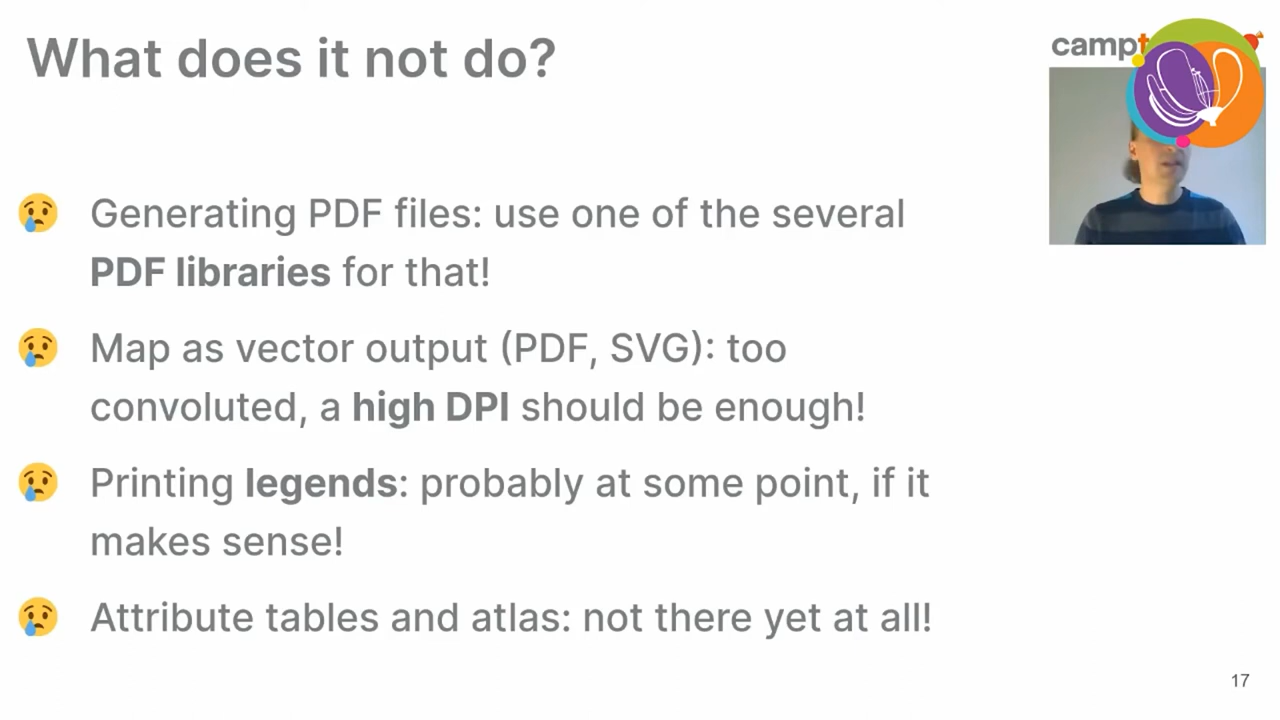 What does it not do?
camp
Generating PDF files: use one of the several
PDF libraries for that!
Map as vector output (PDF, SVG): too
convoluted, a high DPI should be enough!
Printing legends: probably at some point, if it
makes sense!
Attribute tables and atlas: not there yet at all!
17